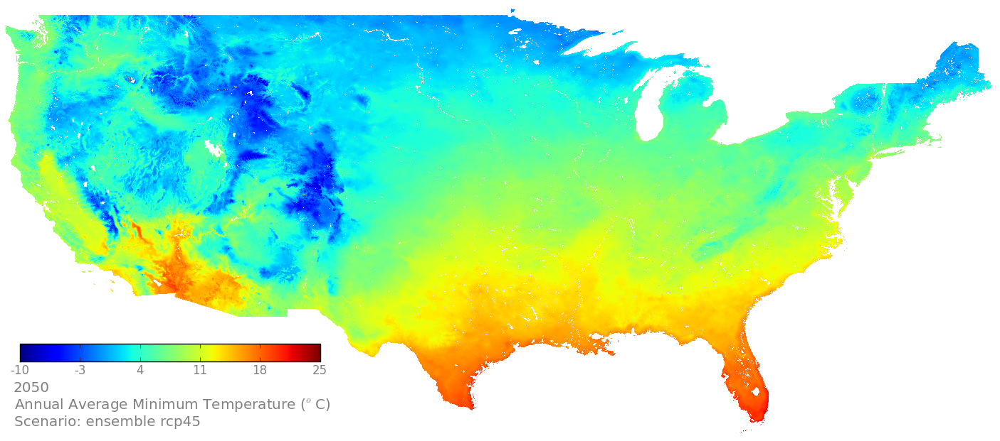 -10 -3 4 11 18 25
2050
Annual Average Minimum Temperature (° C)
Scenario: ensemble rcp45